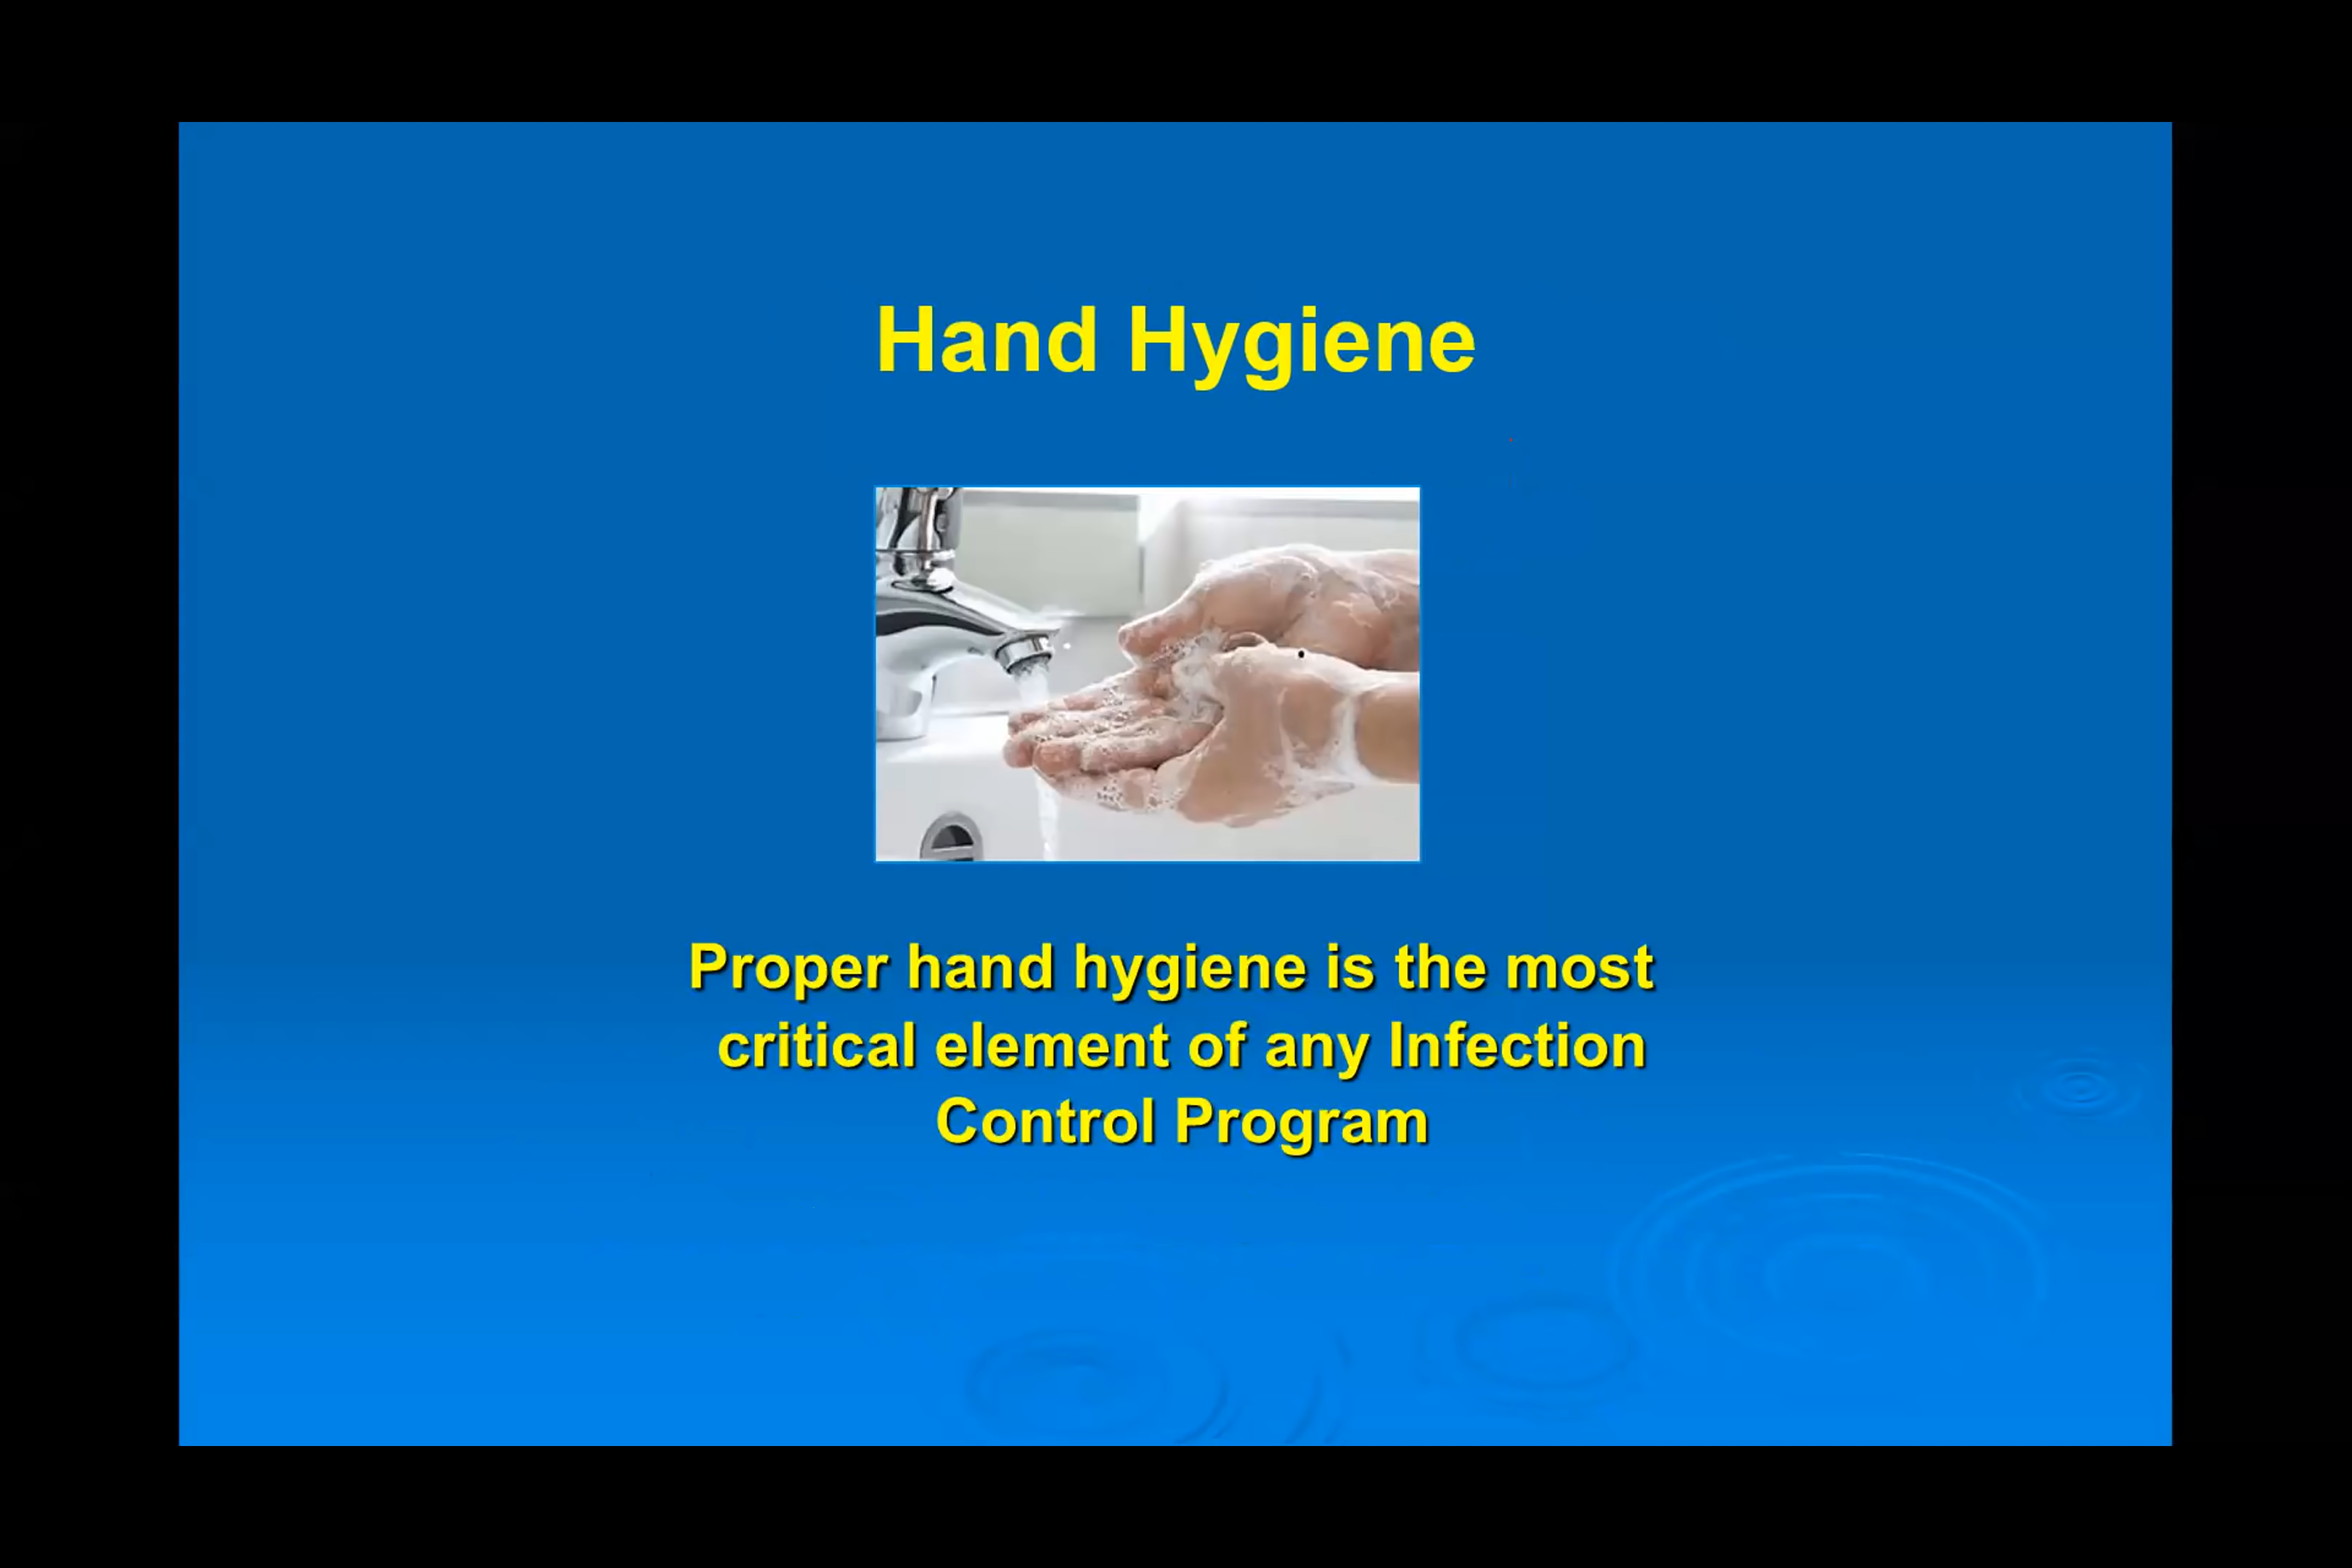 Hand Hygiene
Proper hand hygiene is the most
critical element of any Infection
Control Program